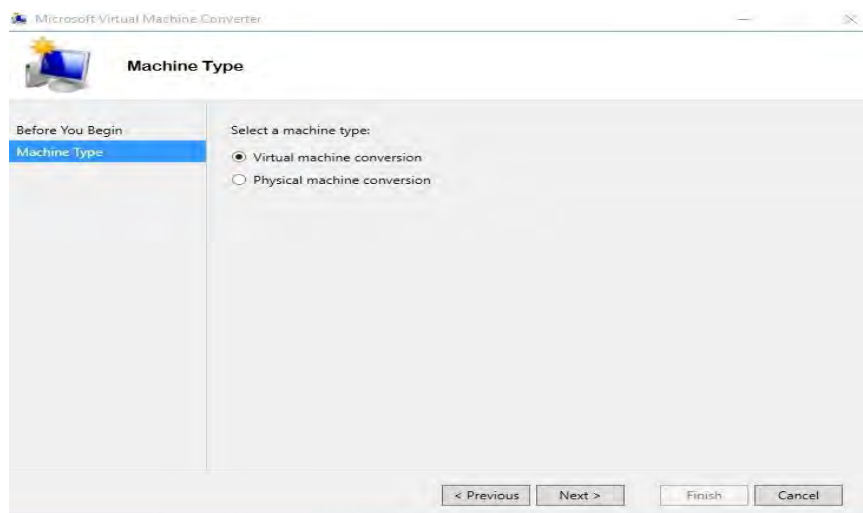 Microsoft Virtual Machine Converter
Machine Type
Before You Begin
Machine Type
Select a machine type:
Virtual machine conversion
Physical machine conversion
< Previous
Next >
Finish
Cancel